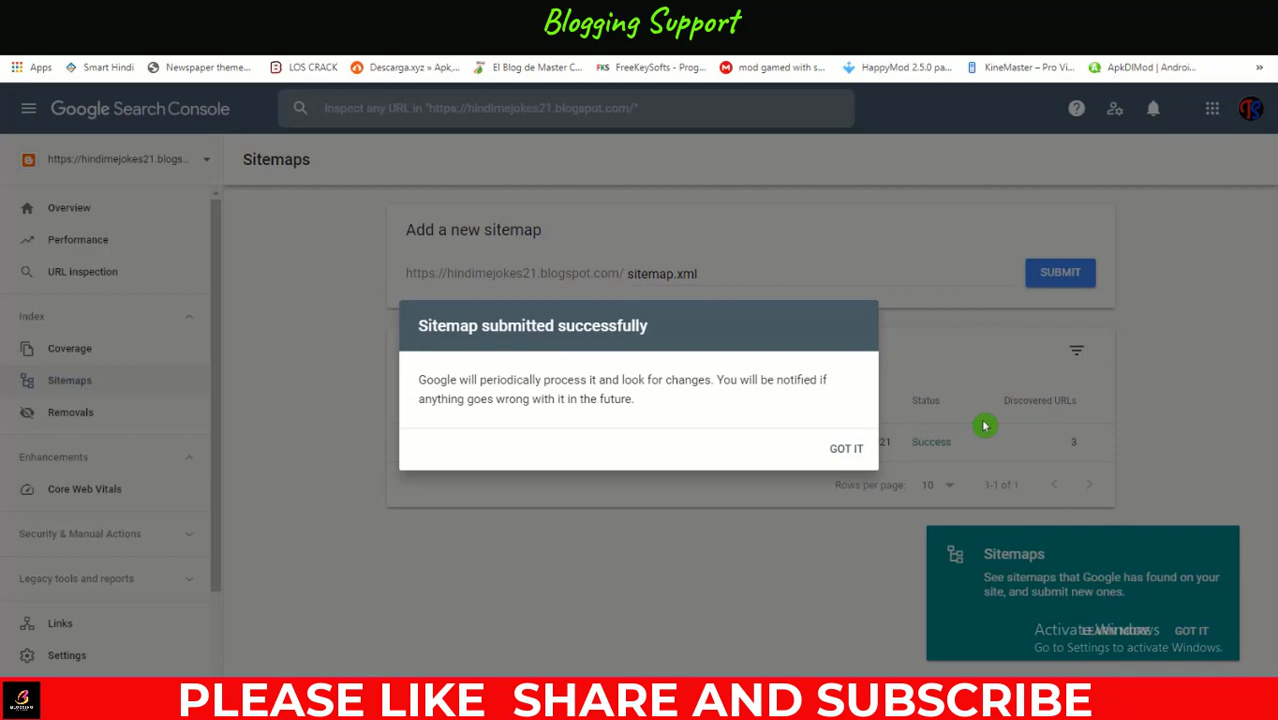 Blogging Support
Apps
Smart Hindi
Newspaper theme...
LOS CRACK
Descarga.xyz » Apk,...
El Blog de Master C...
FKS FreeKeySofts - Prog...
mod gamed with s...
HappyMod 2.5.0 pa...
KineMaster – Pro Vi...
ApkDlMod | Androi...
»
Google Search Console
Inspect any URL in "https://hindimejokes21.blogspot.com/"
https://hindimejokes21.blogs...
Sitemaps
Overview
Performance
URL inspection
Index
Coverage
Sitemaps
Removals
Enhancements
Core Web Vitals
Security & Manual Actions
Legacy tools and reports
Links
Settings
Add a new sitemap
https://hindimejokes21.blogspot.com/ sitemap.xml
SUBMIT
Sitemap submitted successfully
Google will periodically process it and look for changes. You will be notified if
anything goes wrong with it in the future.
GOT IT
Status
Discovered URLs
21
Success
3
Rows per page:
10
1-1 of 1
Sitemaps
See sitemaps that Google has found on your
site, and submit new ones.
LEARN MORE
GOT IT
Activate Windows
Go to Settings to activate Windows.
PLEASE LIKE SHARE AND SUBSCRIBE